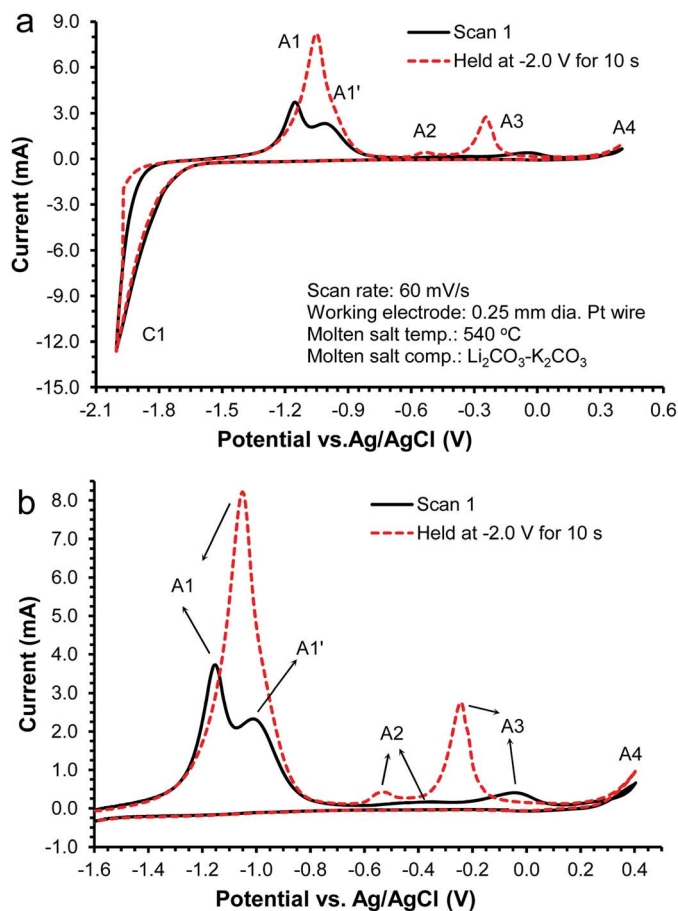 a
9.0
6.0
3.0
0.0
-3.0
-6.0
-9.0
-12.0
-15.0
Current (mA)
A1
A1'
A2
A3
A4
C1
Scan 1
Held at -2.0 V for 10 s
Scan rate: 60 mV/s
Working electrode: 0.25 mm dia. Pt wire
Molten salt temp.: 540 °C
Molten salt comp.: Li₂CO₃-K₂CO₃
-2.1 -1.8 -1.5 -1.2 -0.9 -0.6 -0.3 0.0 0.3 0.6
Potential vs.Ag/AgCl (V)
b
8.0
7.0
6.0
5.0
4.0
3.0
2.0
1.0
0.0
-1.0
Current (mA)
Scan 1
Held at -2.0 V for 10 s
A1
A1'
A2
A3
A4
-1.6 -1.4 -1.2 -1.0 -0.8 -0.6 -0.4 -0.2 0.0 0.2 0.4
Potential vs. Ag/AgCl (V)